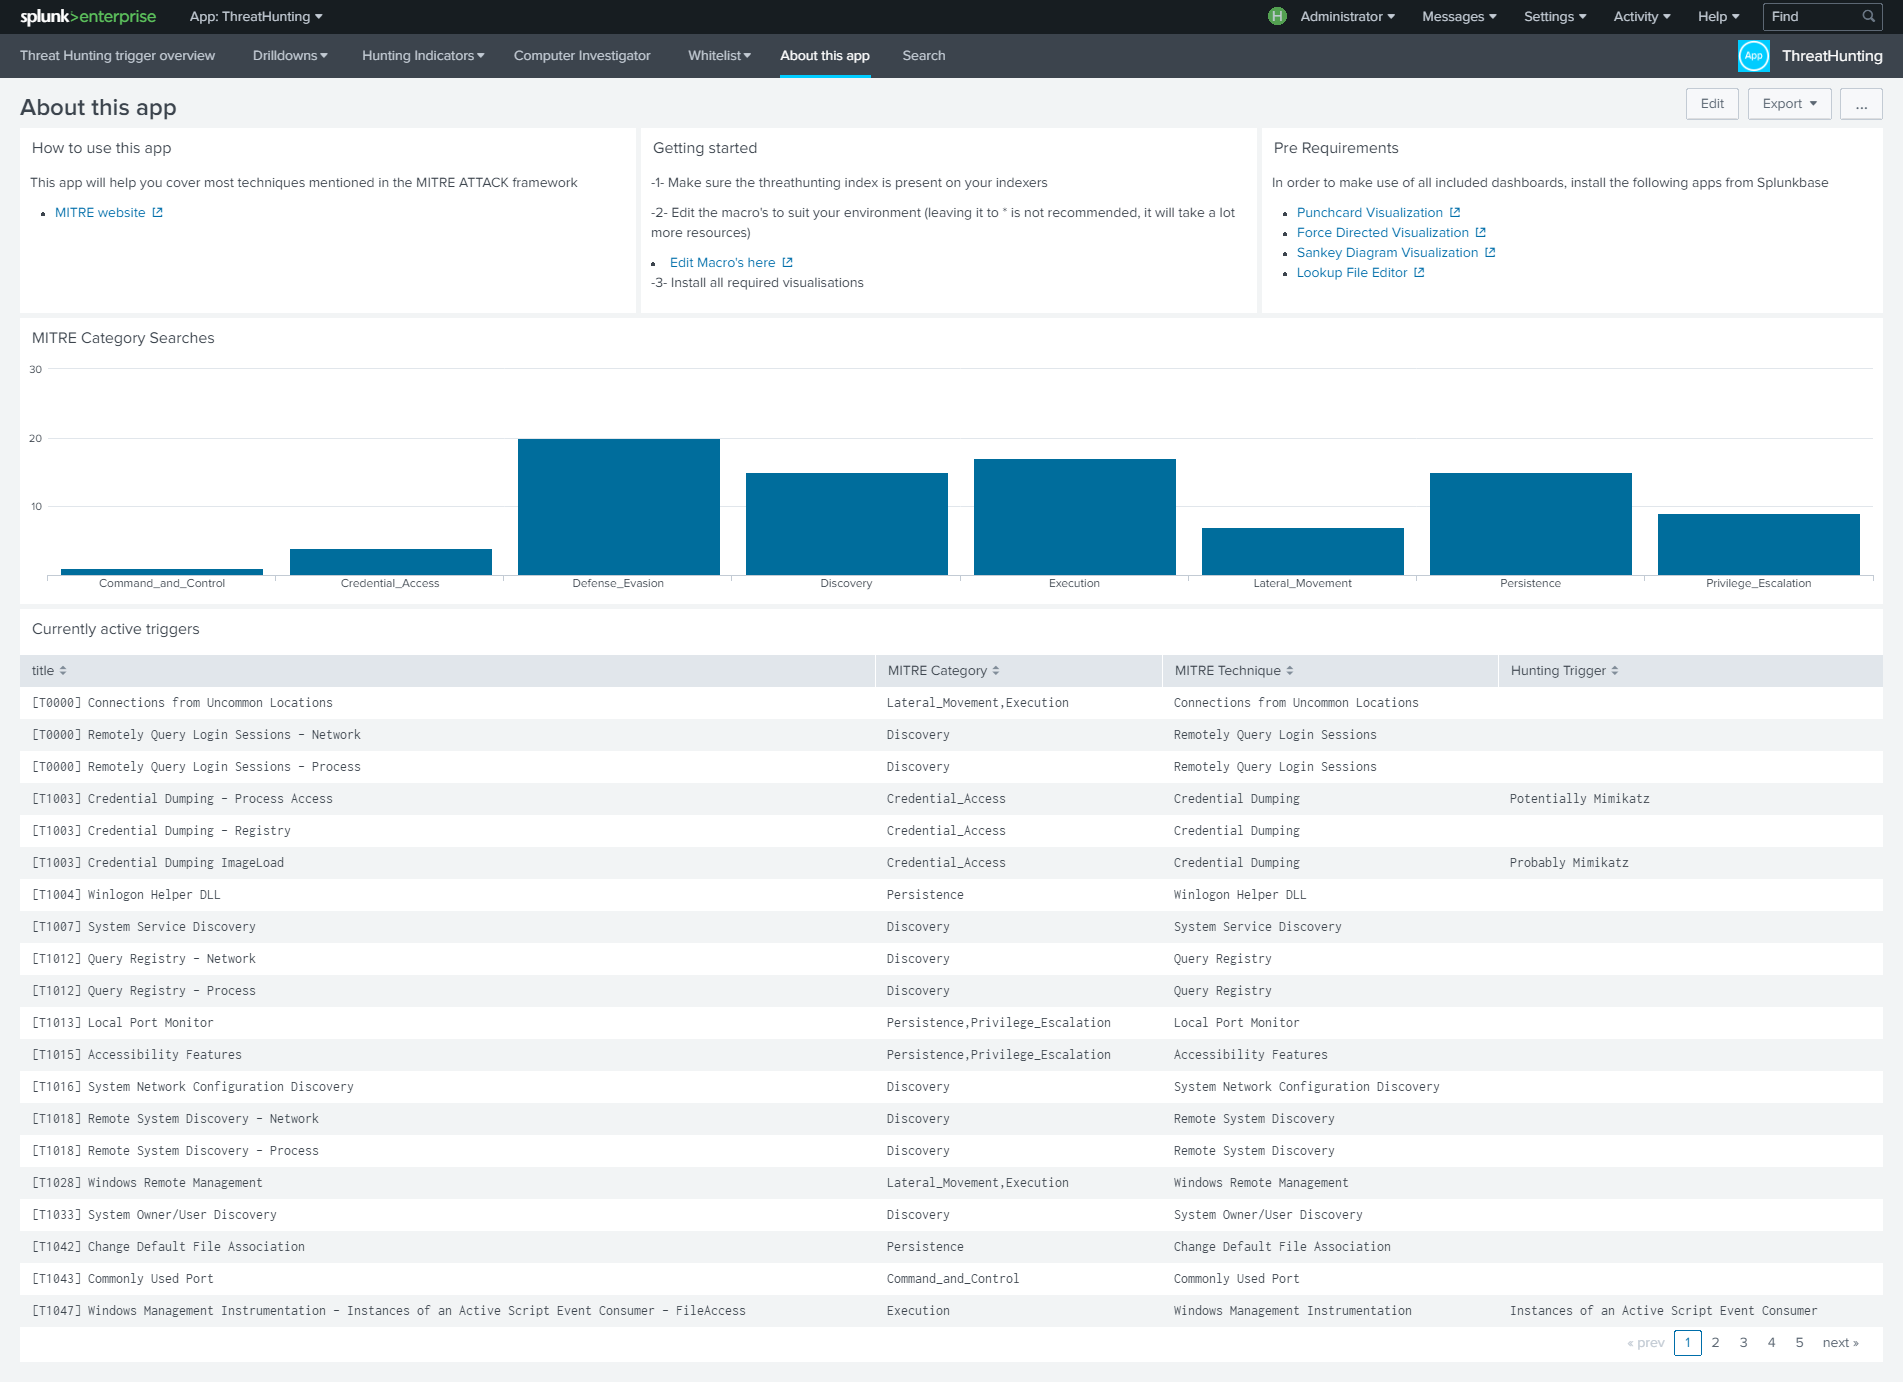 splunk>enterprise App: ThreatHunting H Administrator Messages Settings Activity Help Find
Threat Hunting trigger overview Drilldowns Hunting Indicators Computer Investigator Whitelist About this app Search App ThreatHunting
About this app Edit Export ...
How to use this app
This app will help you cover most techniques mentioned in the MITRE ATTACK framework
MITRE website
Getting started
-1- Make sure the threathunting index is present on your indexers
-2- Edit the macro's to suit your environment (leaving it to * is not recommended, it will take a lot
more resources)
Edit Macro's here
-3- Install all required visualisations
Pre Requirements
In order to make use of all included dashboards, install the following apps from Splunkbase
Punchcard Visualization
Force Directed Visualization
Sankey Diagram Visualization
Lookup File Editor
MITRE Category Searches
30
20
10
Command_and_Control Credential_Access Defense_Evasion Discovery Execution Lateral_Movement Persistence Privilege_Escalation
Currently active triggers
title MITRE Category MITRE Technique Hunting Trigger
[T0000] Connections from Uncommon Locations Lateral_Movement,Execution Connections from Uncommon Locations
[T0000] Remotely Query Login Sessions - Network Discovery Remotely Query Login Sessions
[T0000] Remotely Query Login Sessions - Process Discovery Remotely Query Login Sessions
[T1003] Credential Dumping - Process Access Credential_Access Credential Dumping Potentially Mimikatz
[T1003] Credential Dumping - Registry Credential_Access Credential Dumping
[T1003] Credential Dumping ImageLoad Credential_Access Credential Dumping Probably Mimikatz
[T1004] Winlogon Helper DLL Persistence Winlogon Helper DLL
[T1007] System Service Discovery Discovery System Service Discovery
[T1012] Query Registry - Network Discovery Query Registry
[T1012] Query Registry - Process Discovery Query Registry
[T1013] Local Port Monitor Persistence,Privilege_Escalation Local Port Monitor
[T1015] Accessibility Features Persistence,Privilege_Escalation Accessibility Features
[T1016] System Network Configuration Discovery Discovery System Network Configuration Discovery
[T1018] Remote System Discovery - Network Discovery Remote System Discovery
[T1018] Remote System Discovery - Process Discovery Remote System Discovery
[T1028] Windows Remote Management Lateral_Movement,Execution Windows Remote Management
[T1033] System Owner/User Discovery Discovery System Owner/User Discovery
[T1042] Change Default File Association Persistence Change Default File Association
[T1043] Commonly Used Port Command_and_Control Commonly Used Port
[T1047] Windows Management Instrumentation - Instances of an Active Script Event Consumer - FileAccess Execution Windows Management Instrumentation Instances of an Active Script Event Consumer
« prev 1 2 3 4 5 next »